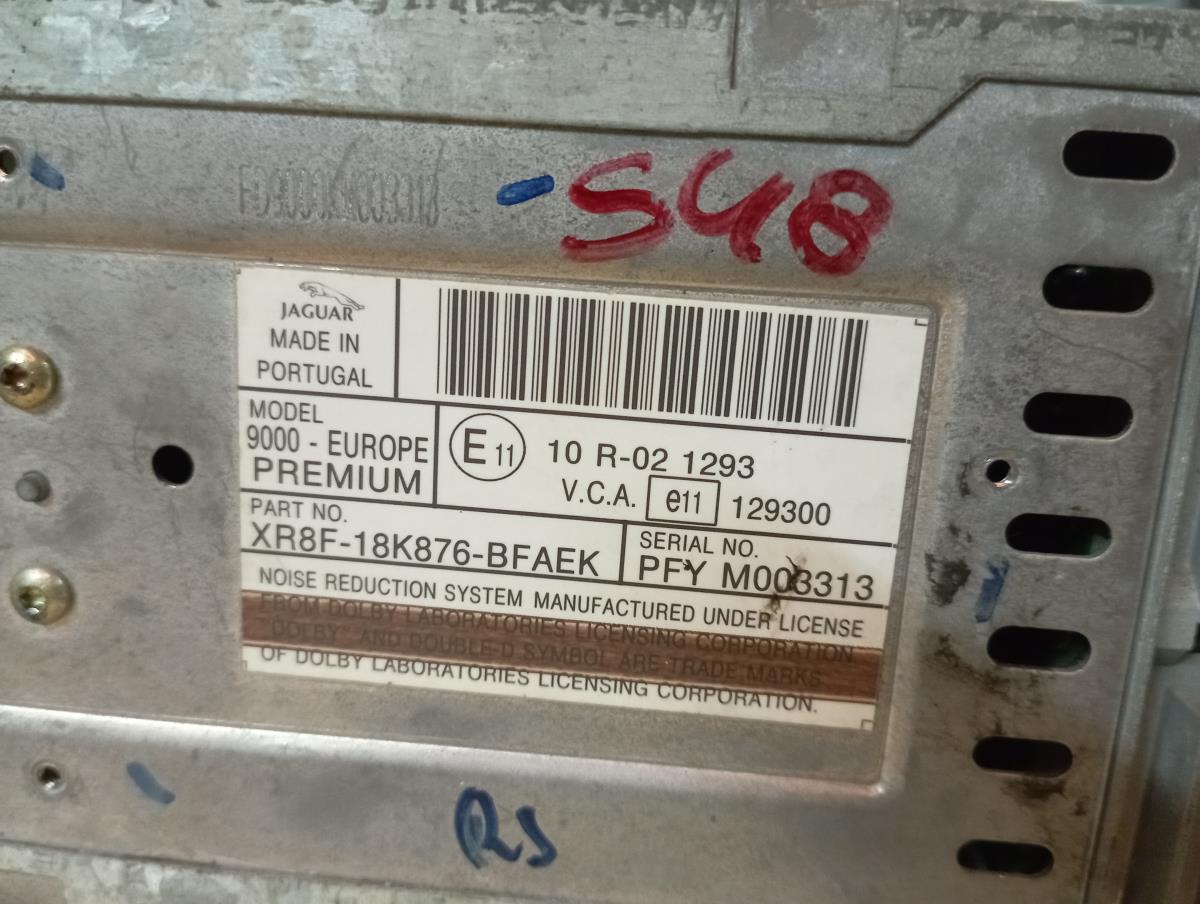 S48
JAGUAR
MADE IN
PORTUGAL
MODEL
9000 - EUROPE
PREMIUM
E 11
10 R-02 1293
V.C.A. e11 129300
PART NO.
XR8F-18K876-BFAEK
SERIAL NO.
PFY M003313
NOISE REDUCTION SYSTEM MANUFACTURED UNDER LICENSE
FROM DOLBY LABORATORIES LICENSING CORPORATION
"DOLBY" AND DOUBLE-D SYMBOL ARE TRADE MARKS
OF DOLBY LABORATORIES LICENSING CORPORATION.